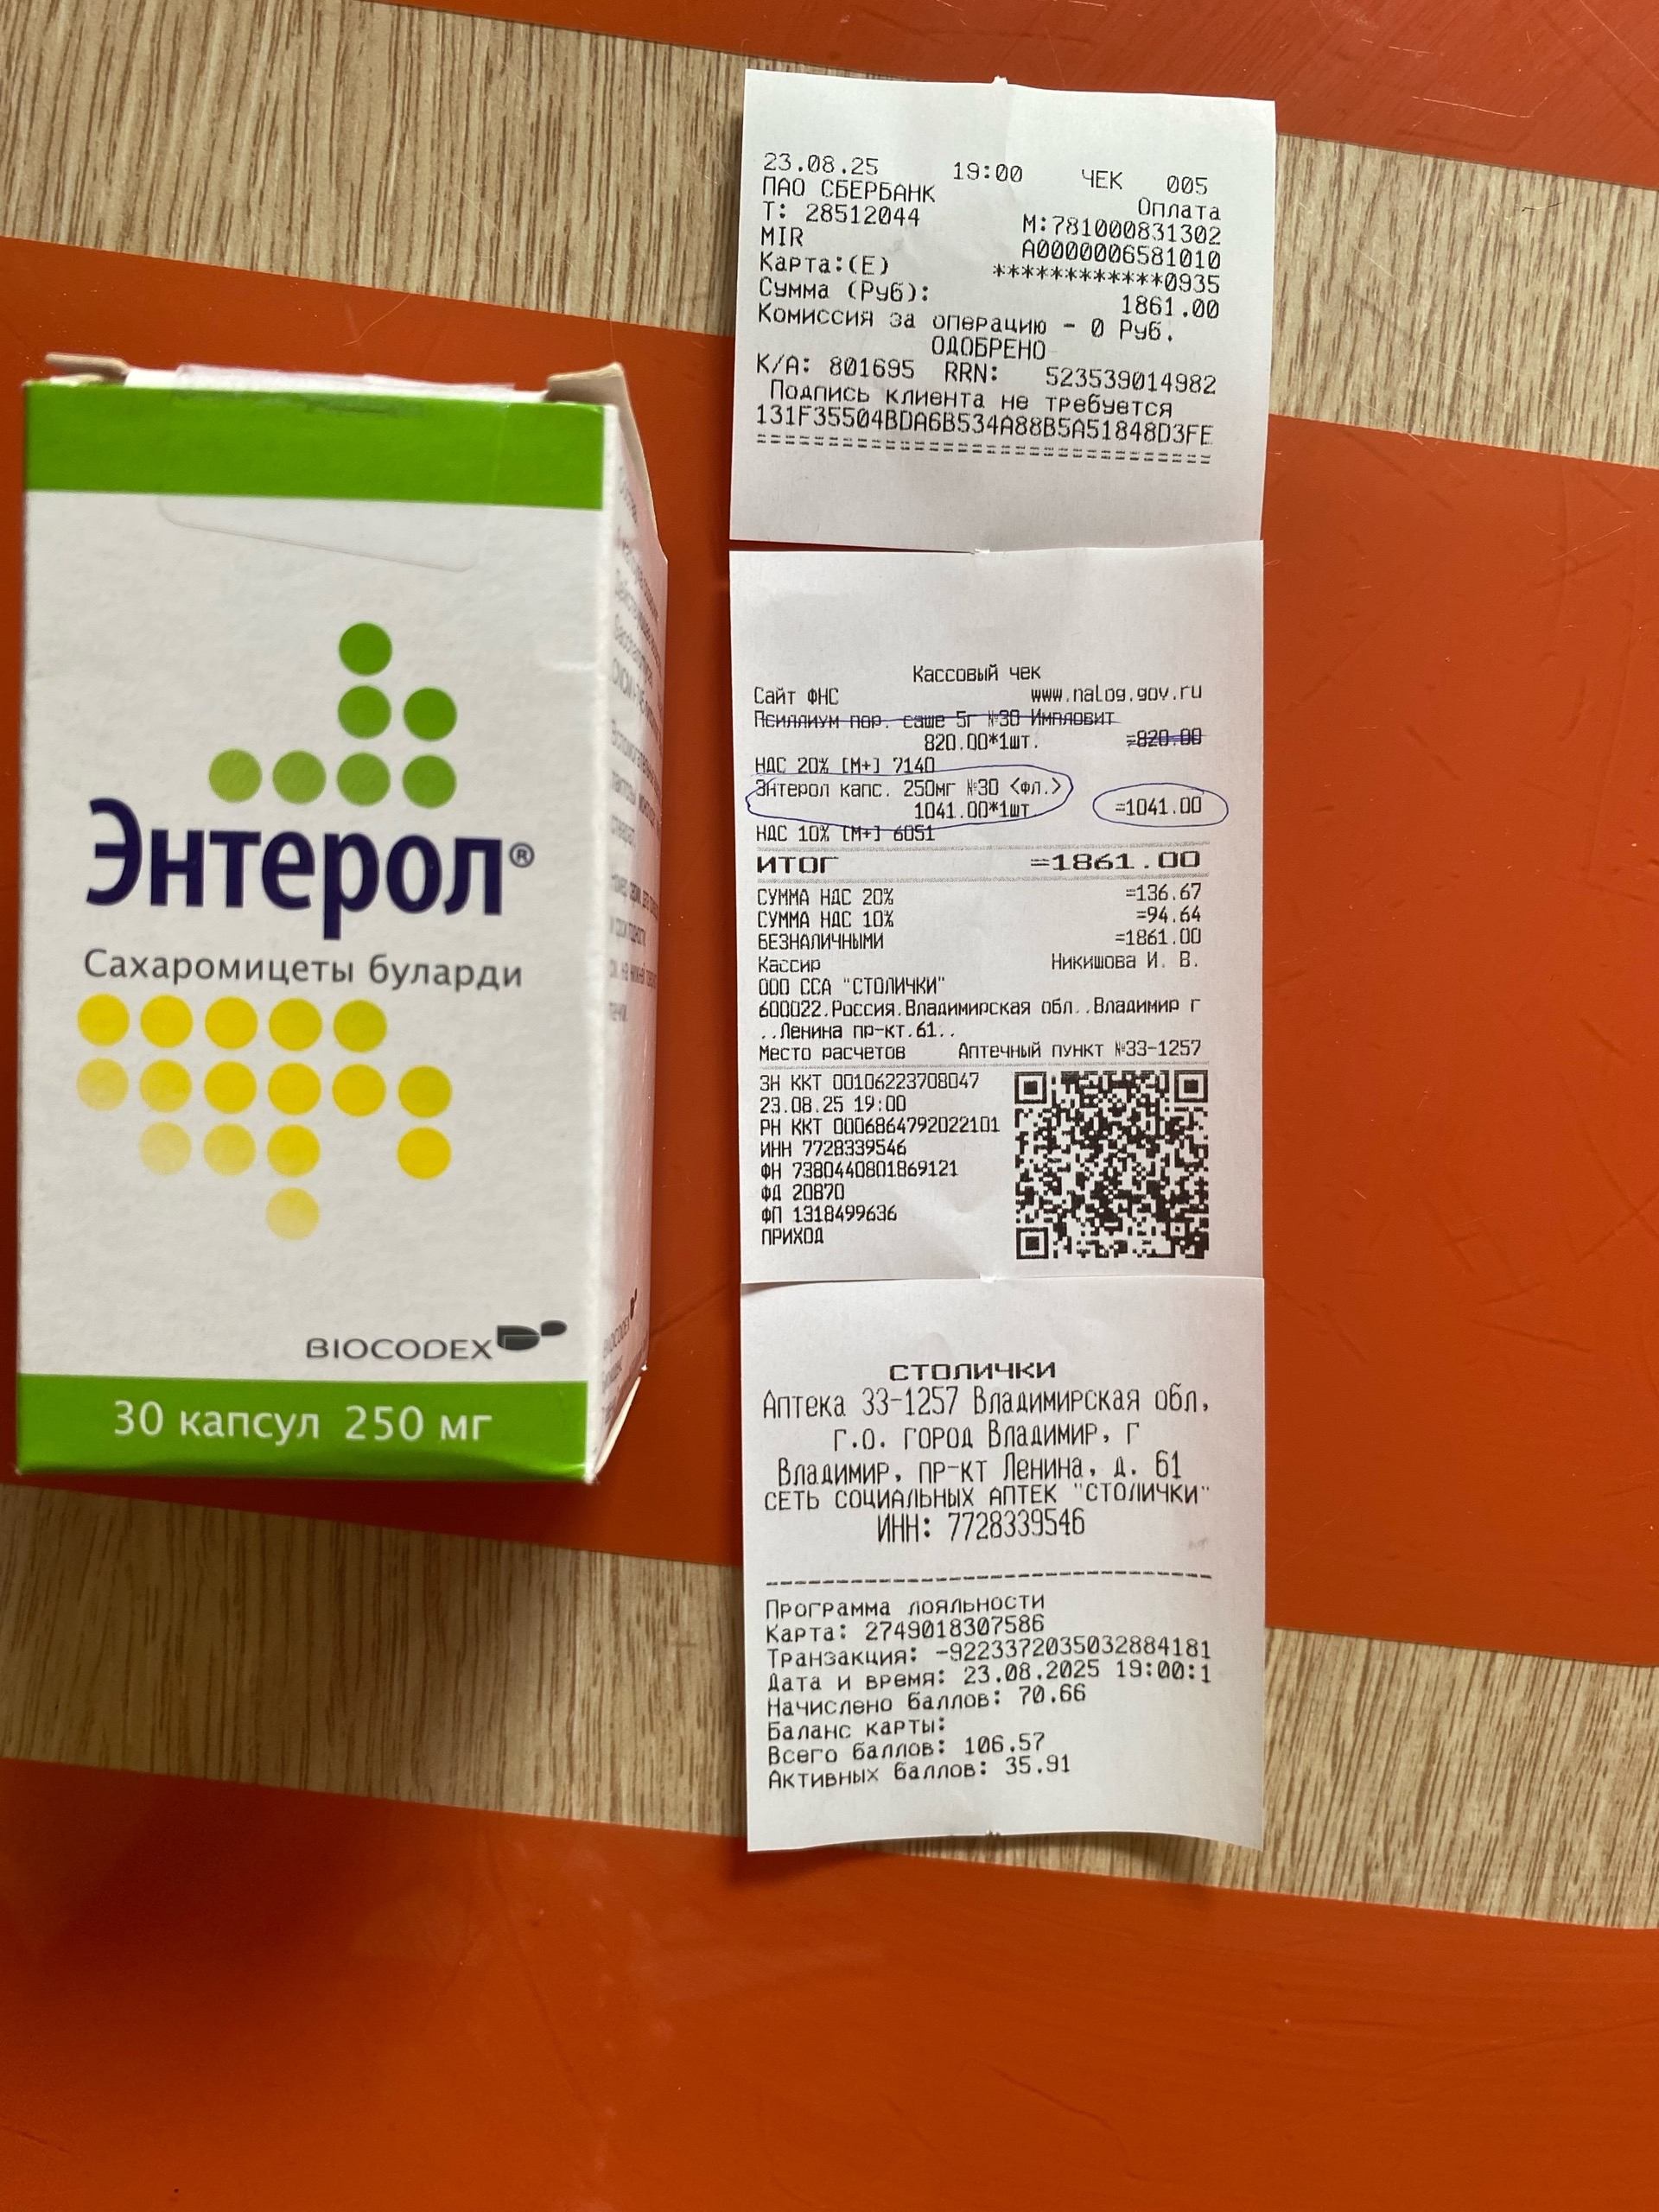 Энтерол®
Сахаромицеты буларди
BIOCODEX
30 капсул 250 мг
23.08.25 19:00 ЧЕК 005
ПАО СБЕРБАНК Оплата
Т: 28512044 М:781000831302
MIR A0000006581010
Карта:(E) ************0935
Сумма (Руб): 1861.00
Комиссия за операцию - 0 Руб.
ОДОБРЕНО
К/А: 801695 RRN: 523539014982
Подпись клиента не требуется
131F35504BDA6B534A88B5A51848D3FE
================================
Кассовый чек
Сайт ФНС www.nalog.gov.ru
Псиллиум пор. саше 5г №30 Импловит
820.00*1шт. =820.00
НДС 20% [М+] 7140
Энтерол капс. 250мг №30 <фл.>
1041.00*1шт. =1041.00
НДС 10% [М+] 6051
ИТОГ =1861.00
СУММА НДС 20% =136.67
СУММА НДС 10% =94.64
БЕЗНАЛИЧНЫМИ =1861.00
Кассир Никишова И. В.
ООО ССА "СТОЛИЧКИ"
600022,Россия,Владимирская обл,,Владимир г
,,Ленина пр-кт,61,,
Место расчетов Аптечный пункт №33-1257
ЗН ККТ 00106223708047
23.08.25 19:00
РН ККТ 0006864792022101
ИНН 7728339546
ФН 7380440801869121
ФД 20870
ФП 1318499636
ПРИХОД
СТОЛИЧКИ
Аптека 33-1257 Владимирская обл,
г.о. ГОРОД Владимир, г
Владимир, пр-кт Ленина, д. 61
СЕТЬ СОЦИАЛЬНЫХ АПТЕК "СТОЛИЧКИ"
ИНН: 7728339546
--------------------------------
Программа лояльности
Карта: 2749018307586
Транзакция: -9223372035032884181
Дата и время: 23.08.2025 19:00:1
Начислено баллов: 70.66
Баланс карты:
Всего баллов: 106.57
Активных баллов: 35.91